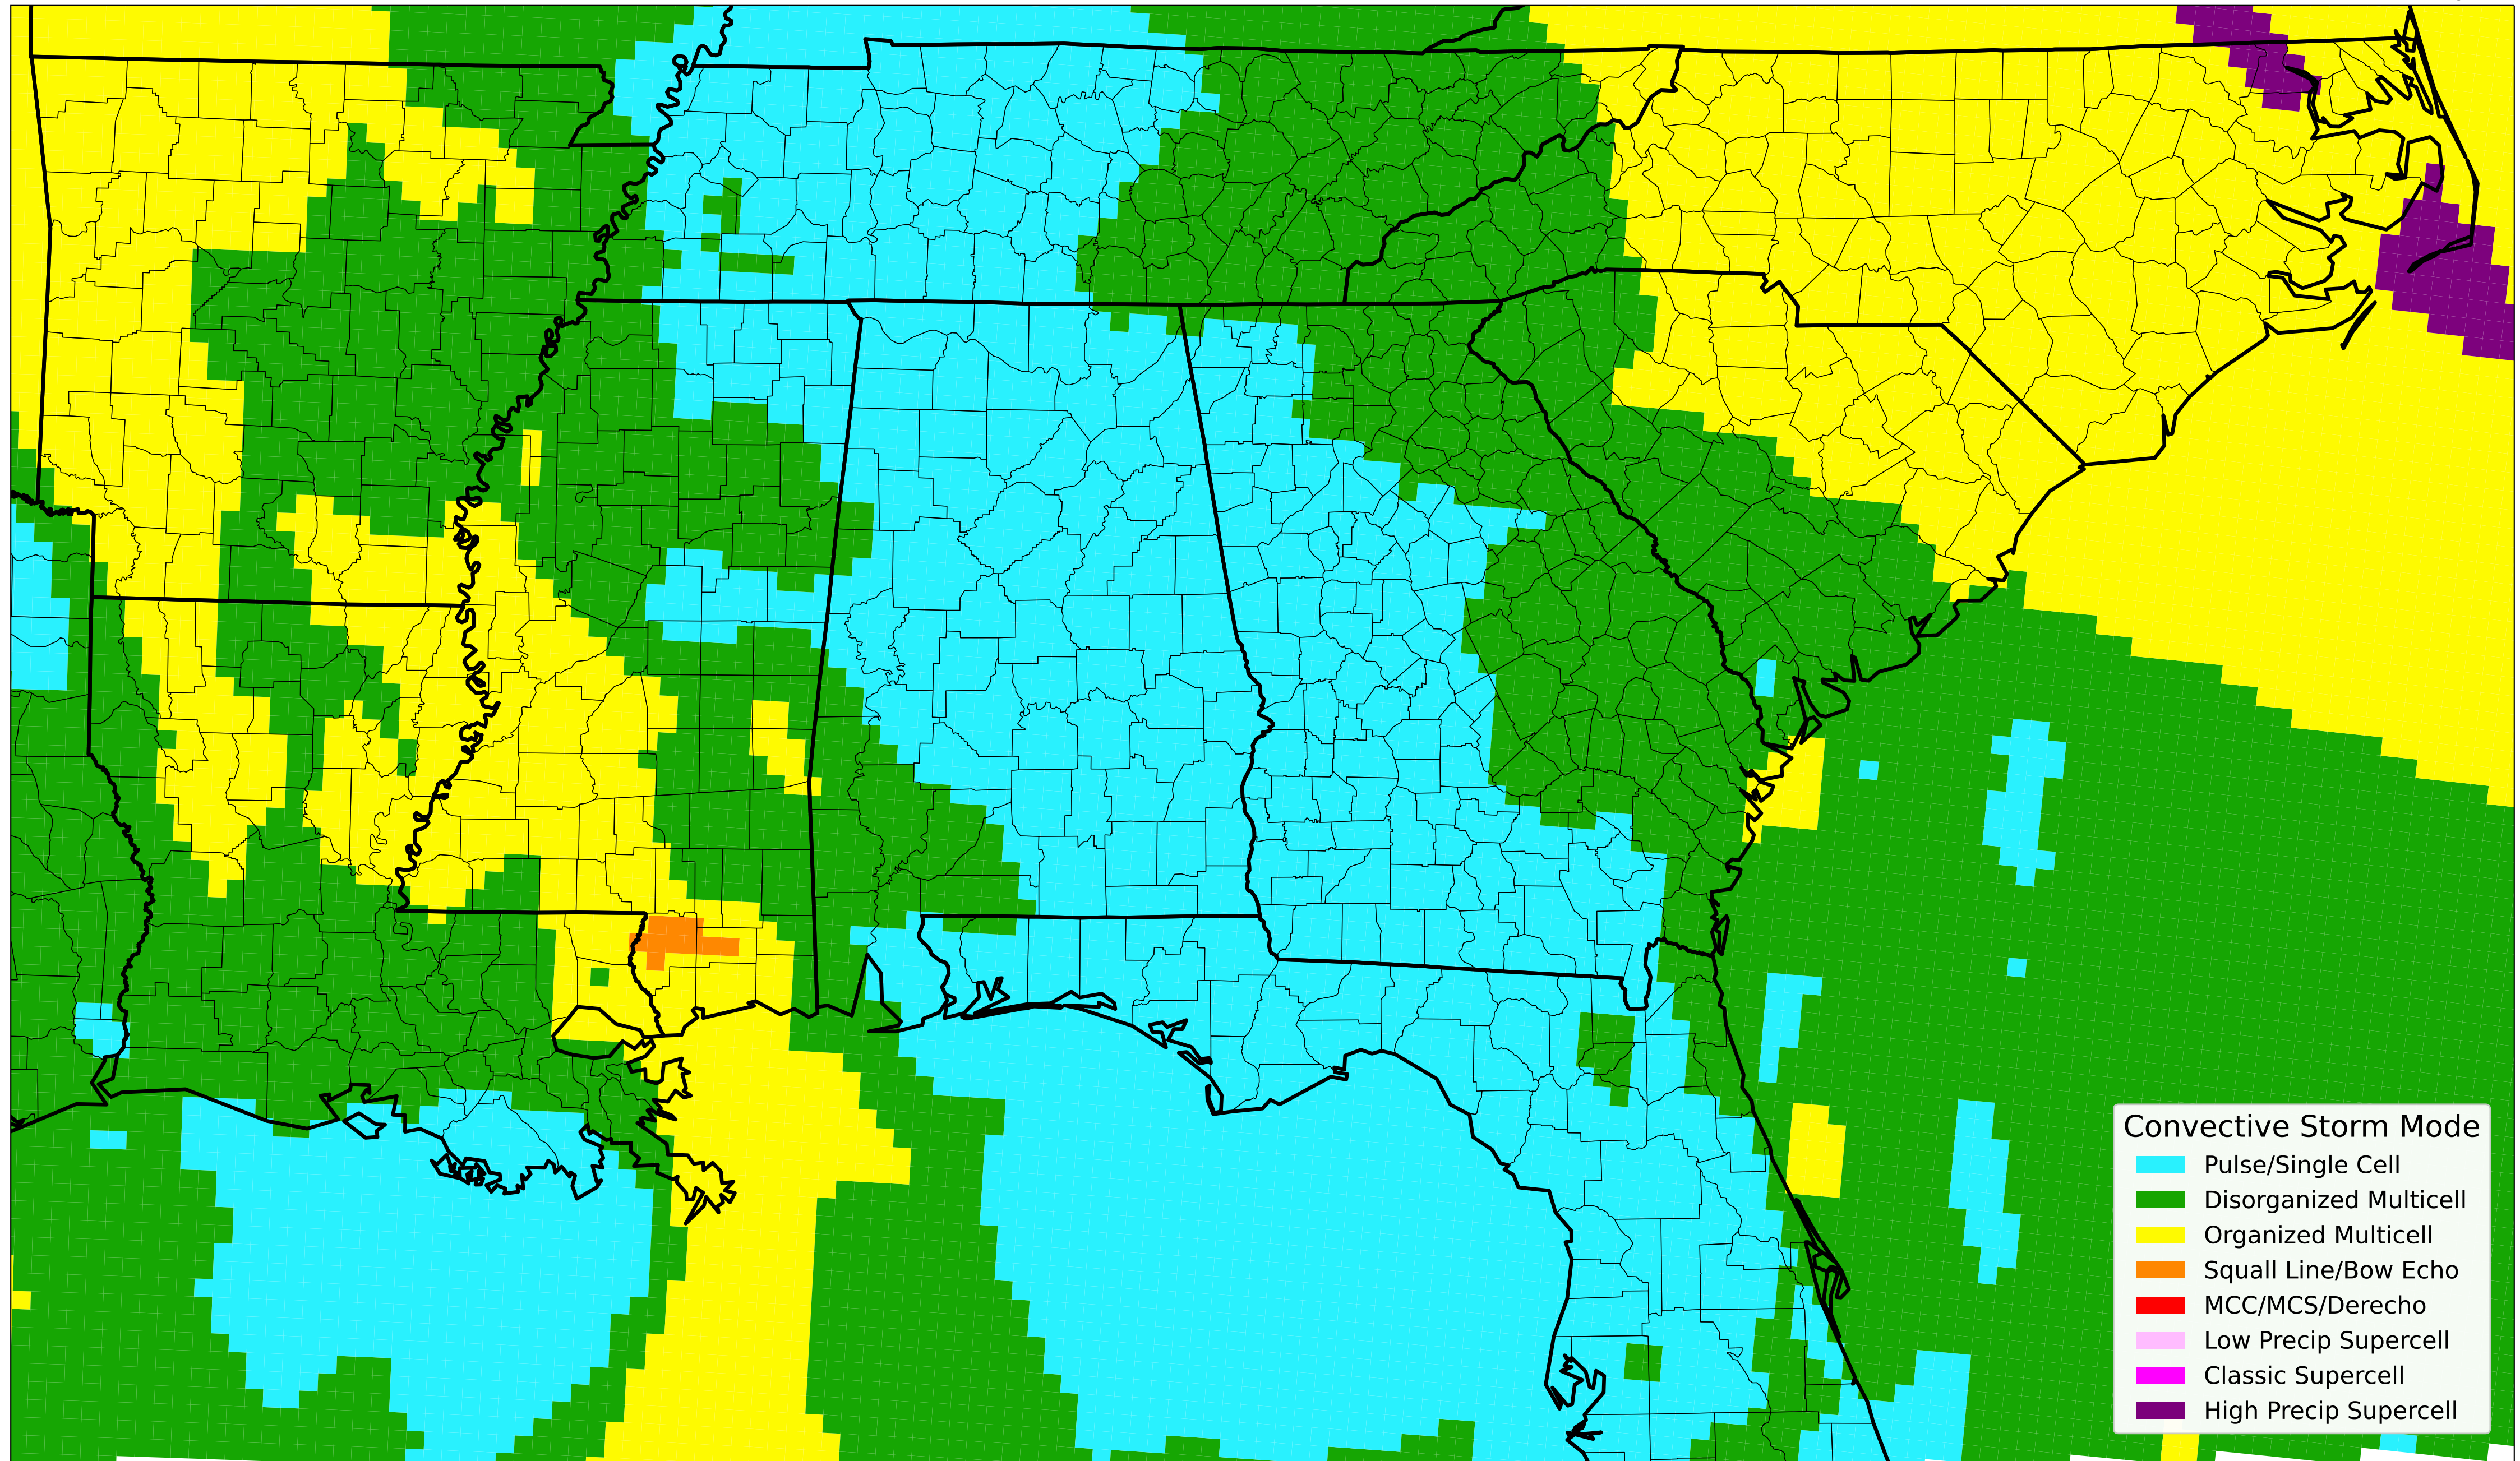 Convective Storm Mode
Pulse/Single Cell
Disorganized Multicell
Organized Multicell
Squall Line/Bow Echo
MCC/MCS/Derecho
Low Precip Supercell
Classic Supercell
High Precip Supercell